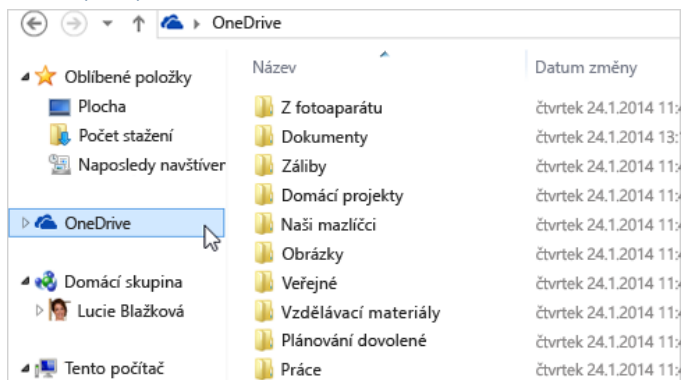 OneDrive
Název
Datum změny
Oblíbené položky
Plocha
Počet stažení
Naposledy navštíven
OneDrive
Domácí skupina
Lucie Blažková
Tento počítač
Z fotoaparátu čtvrtek 24.1.2014 11:
Dokumenty čtvrtek 24.1.2014 13:
Záliby čtvrtek 24.1.2014 11:
Domácí projekty čtvrtek 24.1.2014 11:
Naši mazlíčci čtvrtek 24.1.2014 11:
Obrázky čtvrtek 24.1.2014 11:
Veřejné čtvrtek 24.1.2014 11:
Vzdělávací materiály čtvrtek 24.1.2014 11:
Plánování dovolené čtvrtek 24.1.2014 11:
Práce čtvrtek 24.1.2014 11: